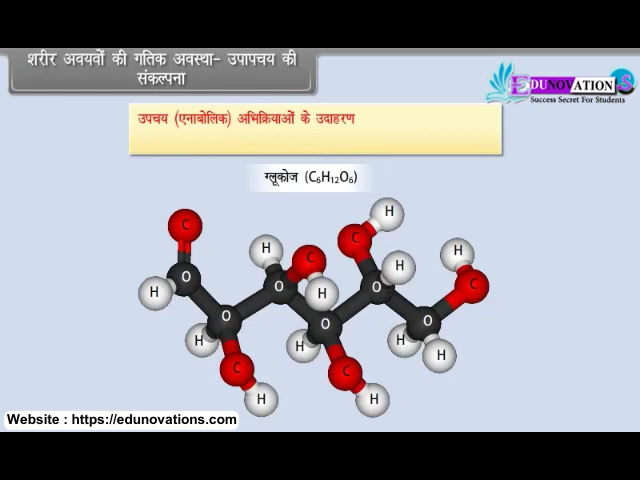 शरीर अवयवों की गतिक अवस्था- उपापचय की
संकल्पना
EDUNOVATIONS
Success Secret For Students
उपचय (एनाबोलिक) अभिक्रियाओं के उदाहरण
ग्लूकोज (C₆H₁₂O₆)
H
C
H
H
C
C
H
H
O
O
O
H
C
H
O
O
O
H
H
H
H
C
C
H
H
Website : https://edunovations.com